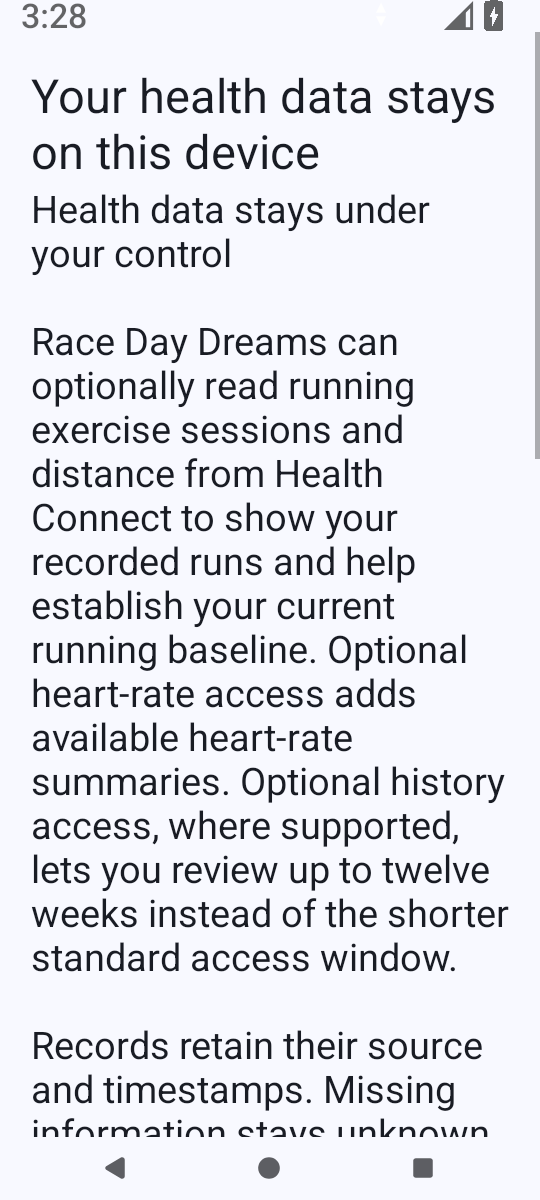 3:28
Your health data stays
on this device
Health data stays under
your control
Race Day Dreams can
optionally read running
exercise sessions and
distance from Health
Connect to show your
recorded runs and help
establish your current
running baseline. Optional
heart-rate access adds
available heart-rate
summaries. Optional history
access, where supported,
lets you review up to twelve
weeks instead of the shorter
standard access window.
Records retain their source
and timestamps. Missing
information stays unknown